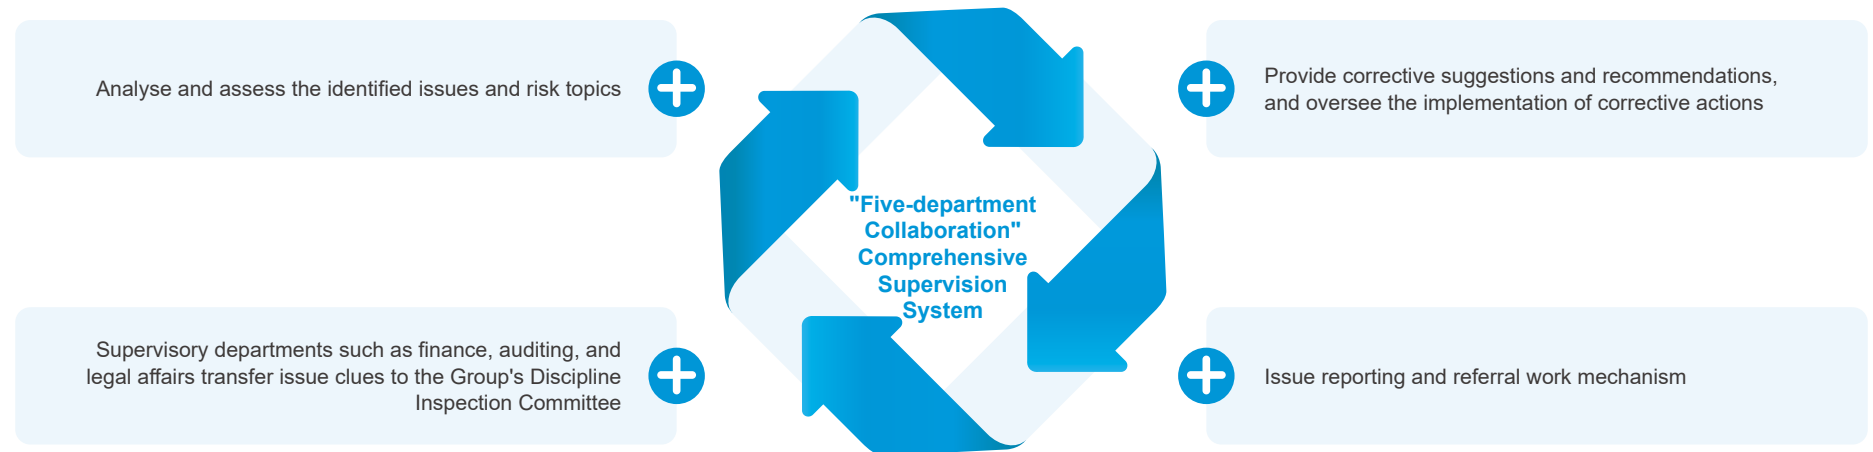 Analyse and assess the identified issues and risk topics
Provide corrective suggestions and recommendations,
and oversee the implementation of corrective actions
"Five-department
Collaboration"
Comprehensive
Supervision
System
Supervisory departments such as finance, auditing, and
legal affairs transfer issue clues to the Group's Discipline
Inspection Committee
Issue reporting and referral work mechanism